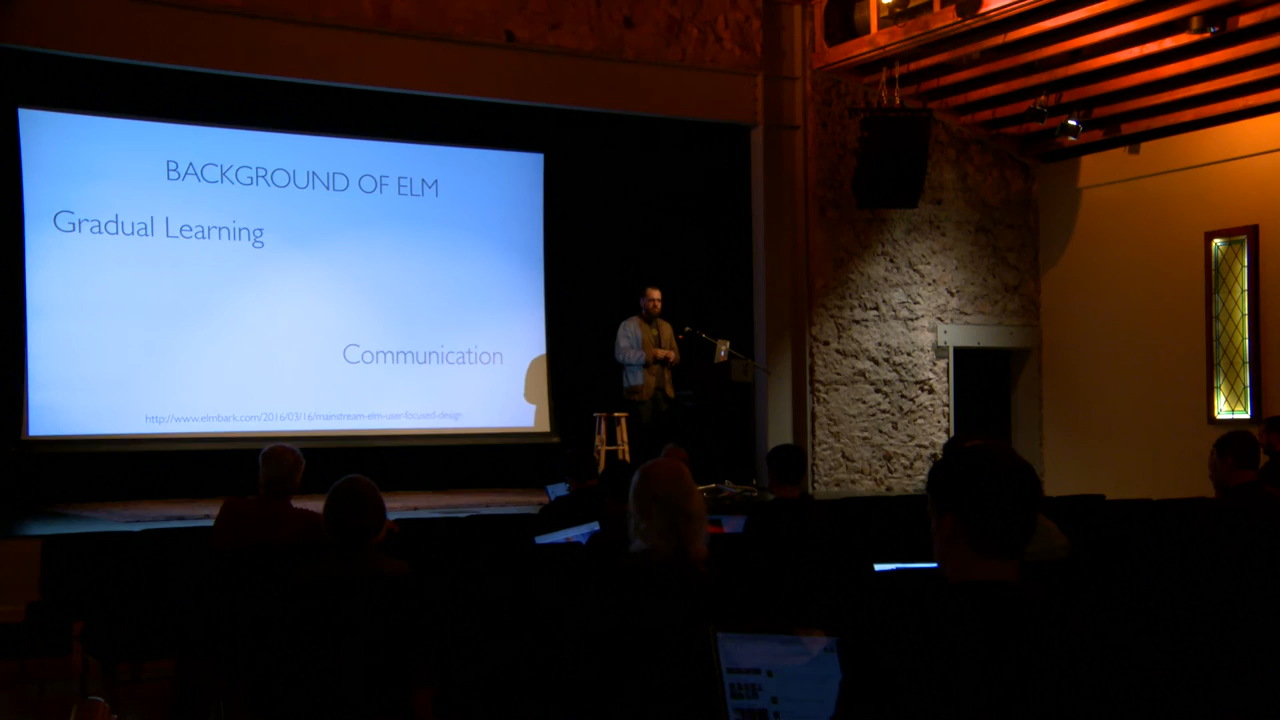 BACKGROUND OF ELM
Gradual Learning
Communication
http://www.elmbark.com/2016/03/16/mainstream-elm-user-focused-design